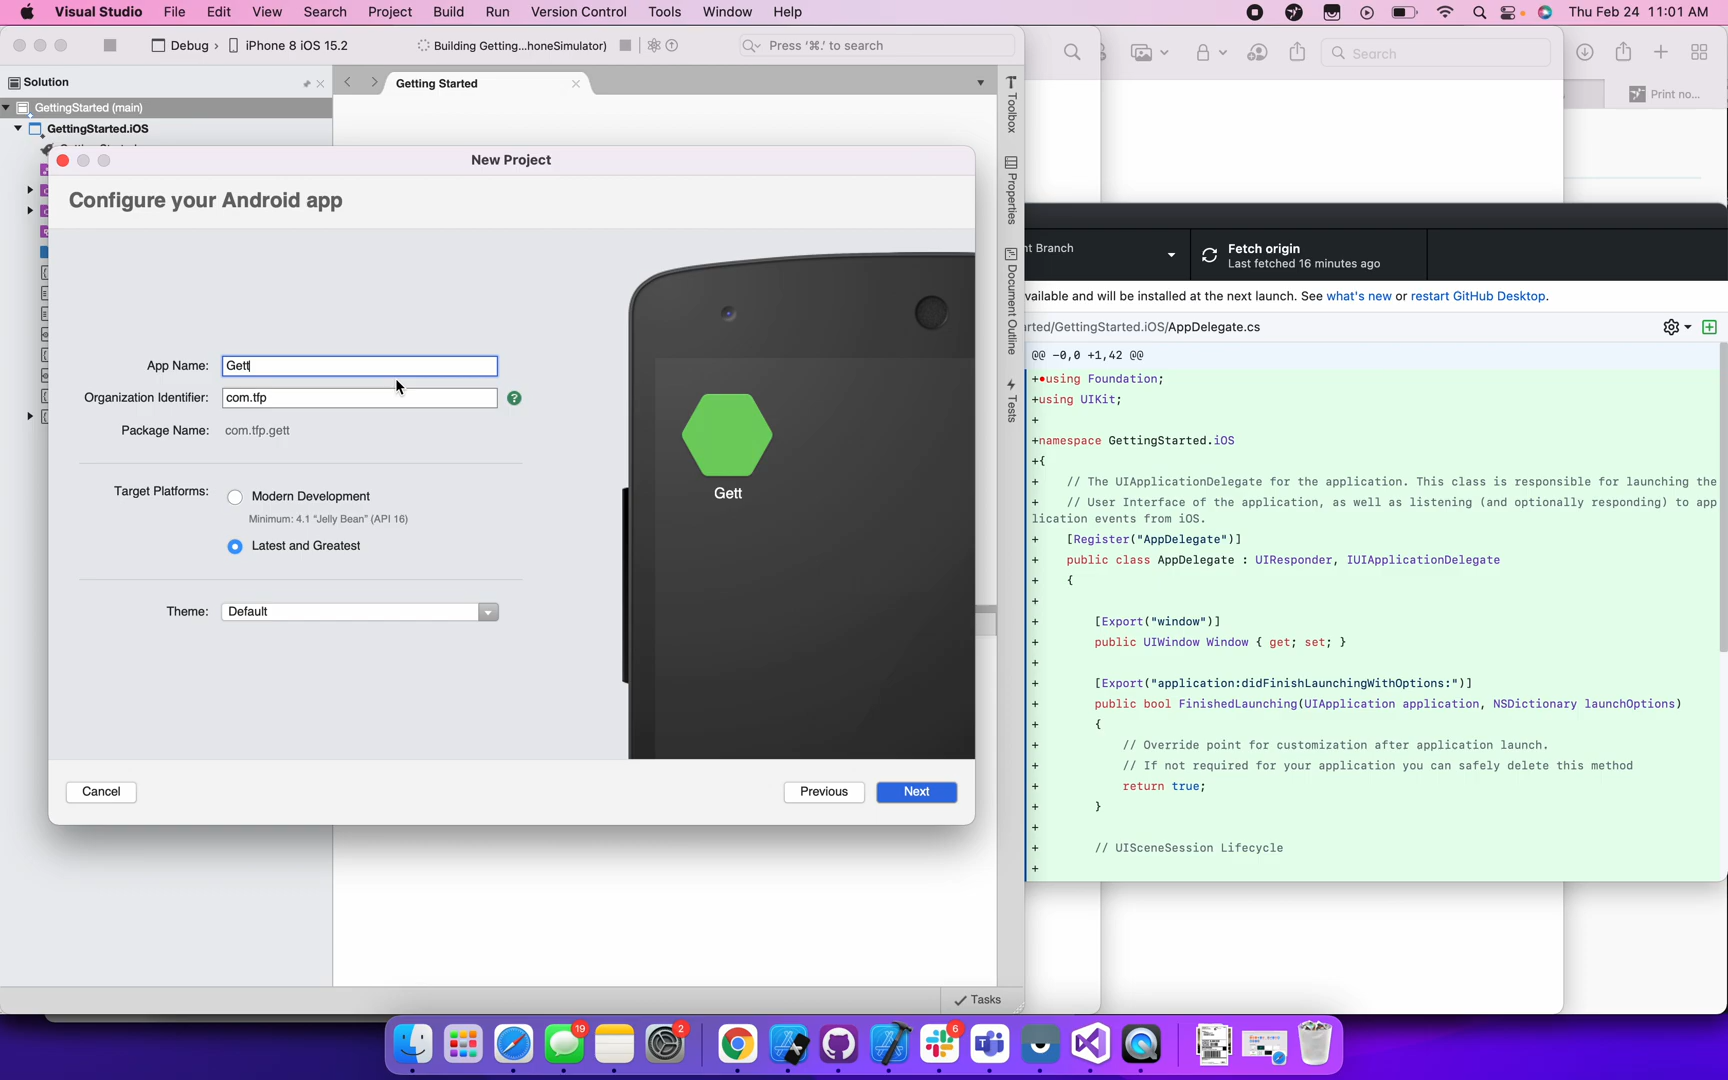 Visual Studio File Edit View Search Project Build Run Version Control Tools Window Help Thu Feb 24 11:01 AM
Debug › iPhone 8 iOS 15.2 Building Getting...honeSimulator) Press '⌘.' to search
Search
Solution
Getting Started
Print no...
GettingStarted (main)
GettingStarted.iOS
Toolbox
Properties
Document Outline
Tests
New Project
Configure your Android app
App Name: Gett
Organization Identifier: com.tfp
?
Package Name: com.tfp.gett
Target Platforms:
Modern Development
Minimum: 4.1 "Jelly Bean" (API 16)
Latest and Greatest
Theme: Default
Gett
Cancel
Previous
Next
nt Branch
Fetch origin
Last fetched 16 minutes ago
vailable and will be installed at the next launch. See what's new or restart GitHub Desktop.
rted/GettingStarted.iOS/AppDelegate.cs
@@ -0,0 +1,42 @@
+using Foundation;
+using UIKit;
+
+namespace GettingStarted.iOS
+{
+ // The UIApplicationDelegate for the application. This class is responsible for launching the
+ // User Interface of the application, as well as listening (and optionally responding) to app
lication events from iOS.
+ [Register("AppDelegate")]
+ public class AppDelegate : UIResponder, IUIApplicationDelegate
+ {
+
+ [Export("window")]
+ public UIWindow Window { get; set; }
+
+ [Export("application:didFinishLaunchingWithOptions:")]
+ public bool FinishedLaunching(UIApplication application, NSDictionary launchOptions)
+ {
+ // Override point for customization after application launch.
+ // If not required for your application you can safely delete this method
+ return true;
+ }
+
+ // UISceneSession Lifecycle
+
Tasks
19
2
6